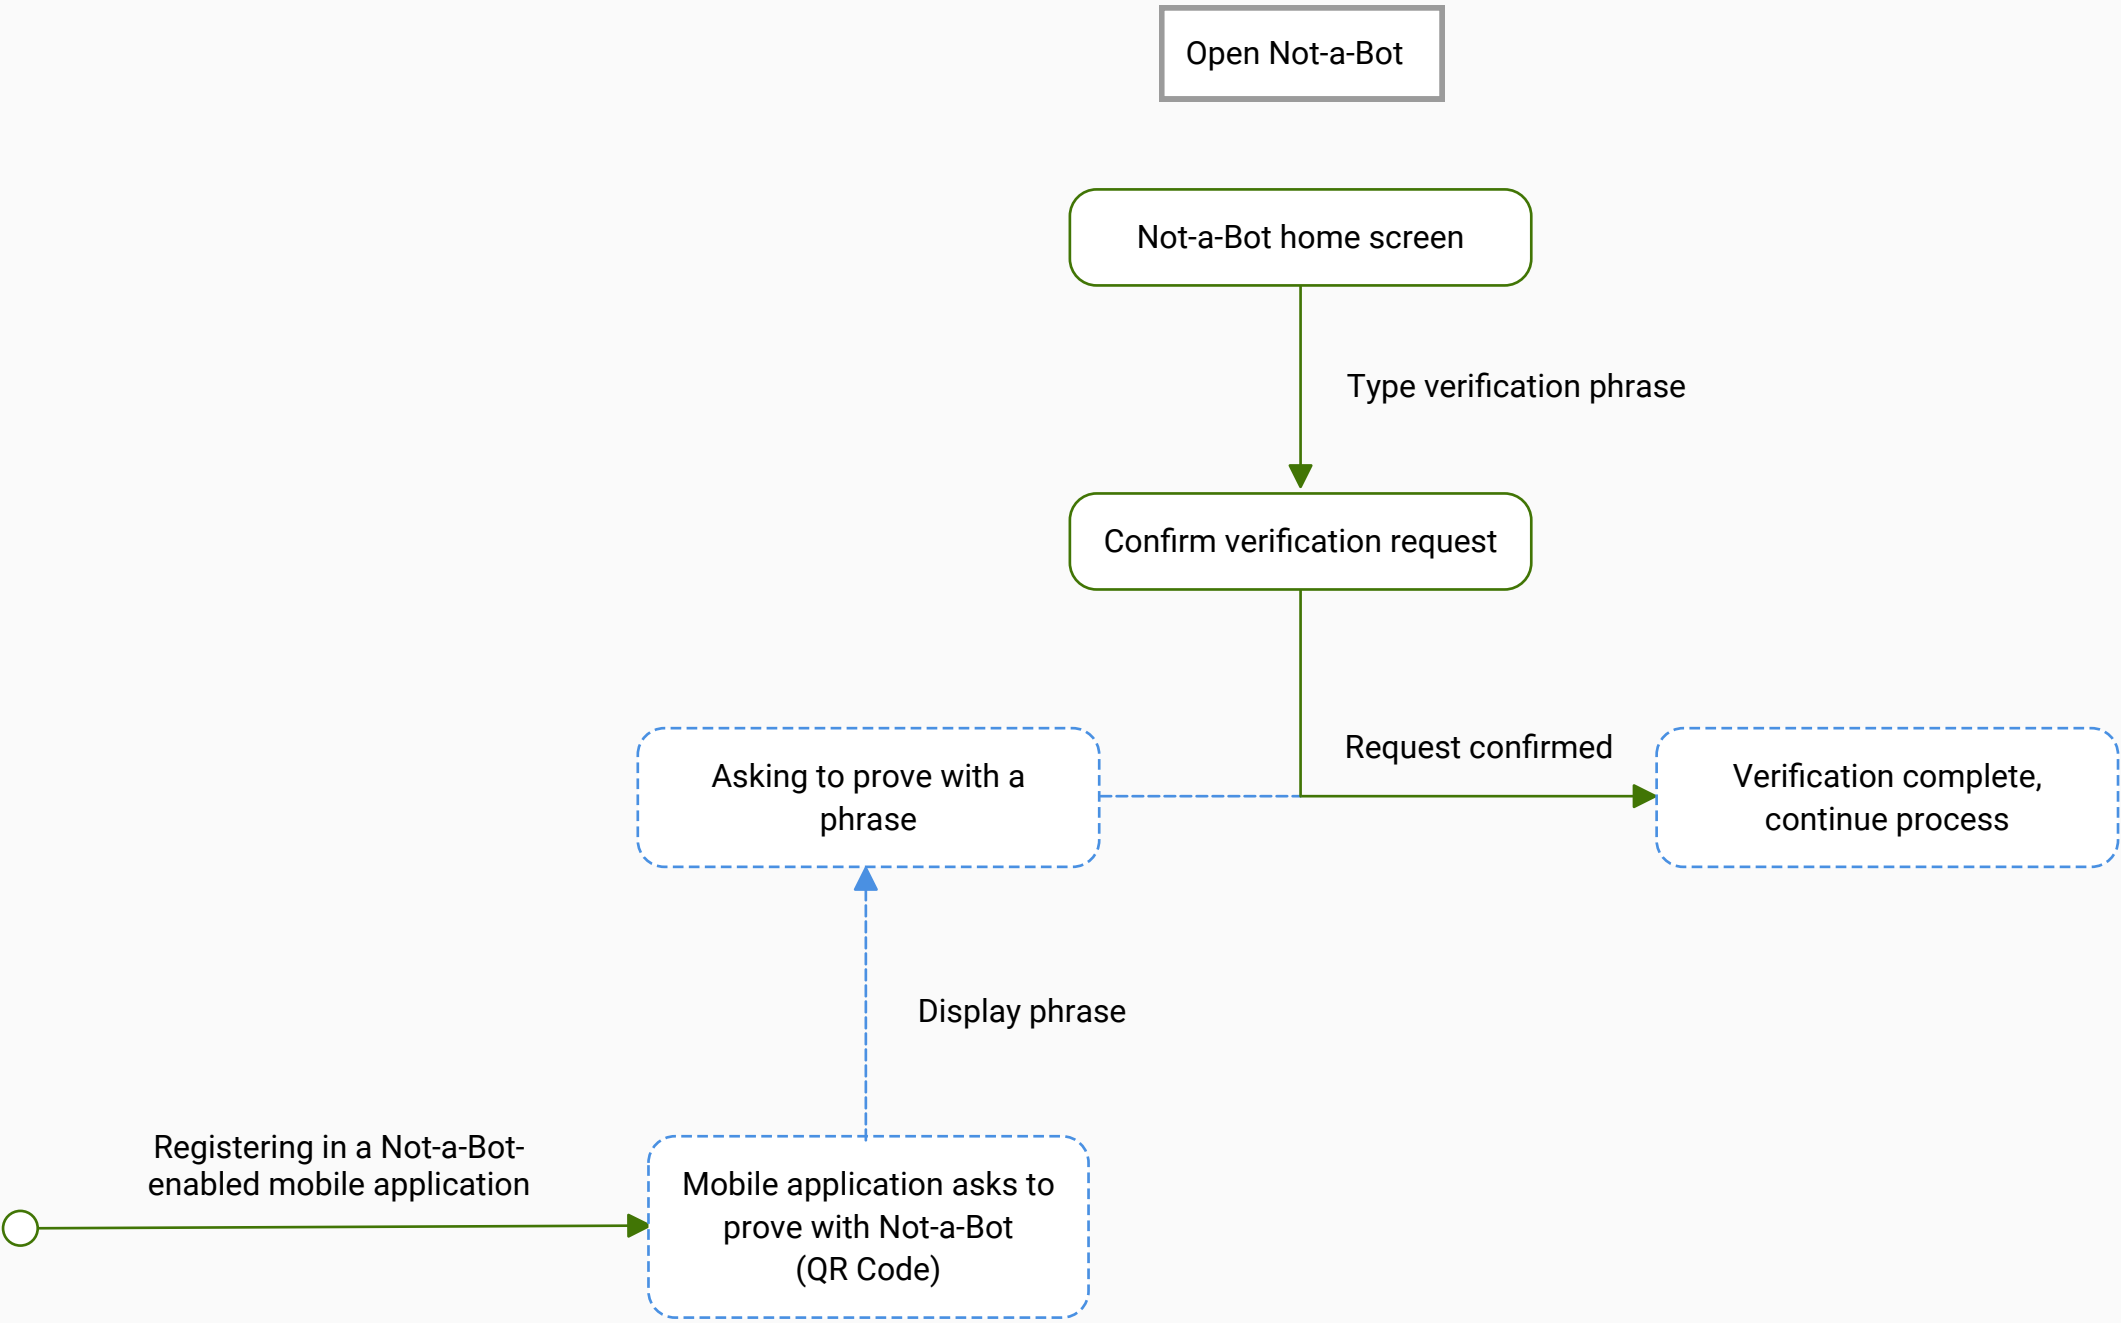 Open Not-a-Bot
Not-a-Bot home screen
Type verification phrase
Confirm verification request
Request confirmed
Asking to prove with a
phrase
Verification complete,
continue process
Display phrase
Registering in a Not-a-Bot-
enabled mobile application
Mobile application asks to
prove with Not-a-Bot
(QR Code)